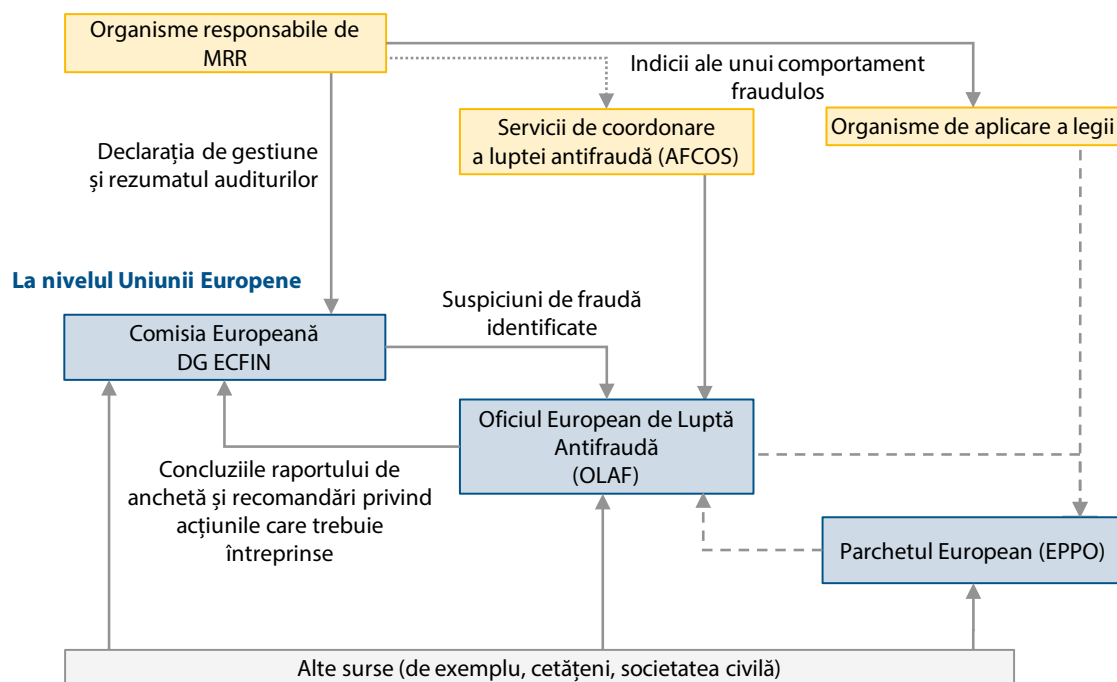 Organisme responsabile de
MRR
Indicii ale unui comportament
fraudulos
Servicii de coordonare
a luptei antifraudă (AFCOS)
Organisme de aplicare a legii
Declarația de gestiune
și rezumatul auditurilor
La nivelul Uniunii Europene
Suspiciuni de fraudă
identificate
Comisia Europeană
DG ECFIN
Oficiul European de Luptă
Antifraudă
(OLAF)
Concluziile raportului de
anchetă și recomandări privind
acțiunile care trebuie
întreprinse
Parchetul European (EPPO)
Alte surse (de exemplu, cetățeni, societatea civilă)